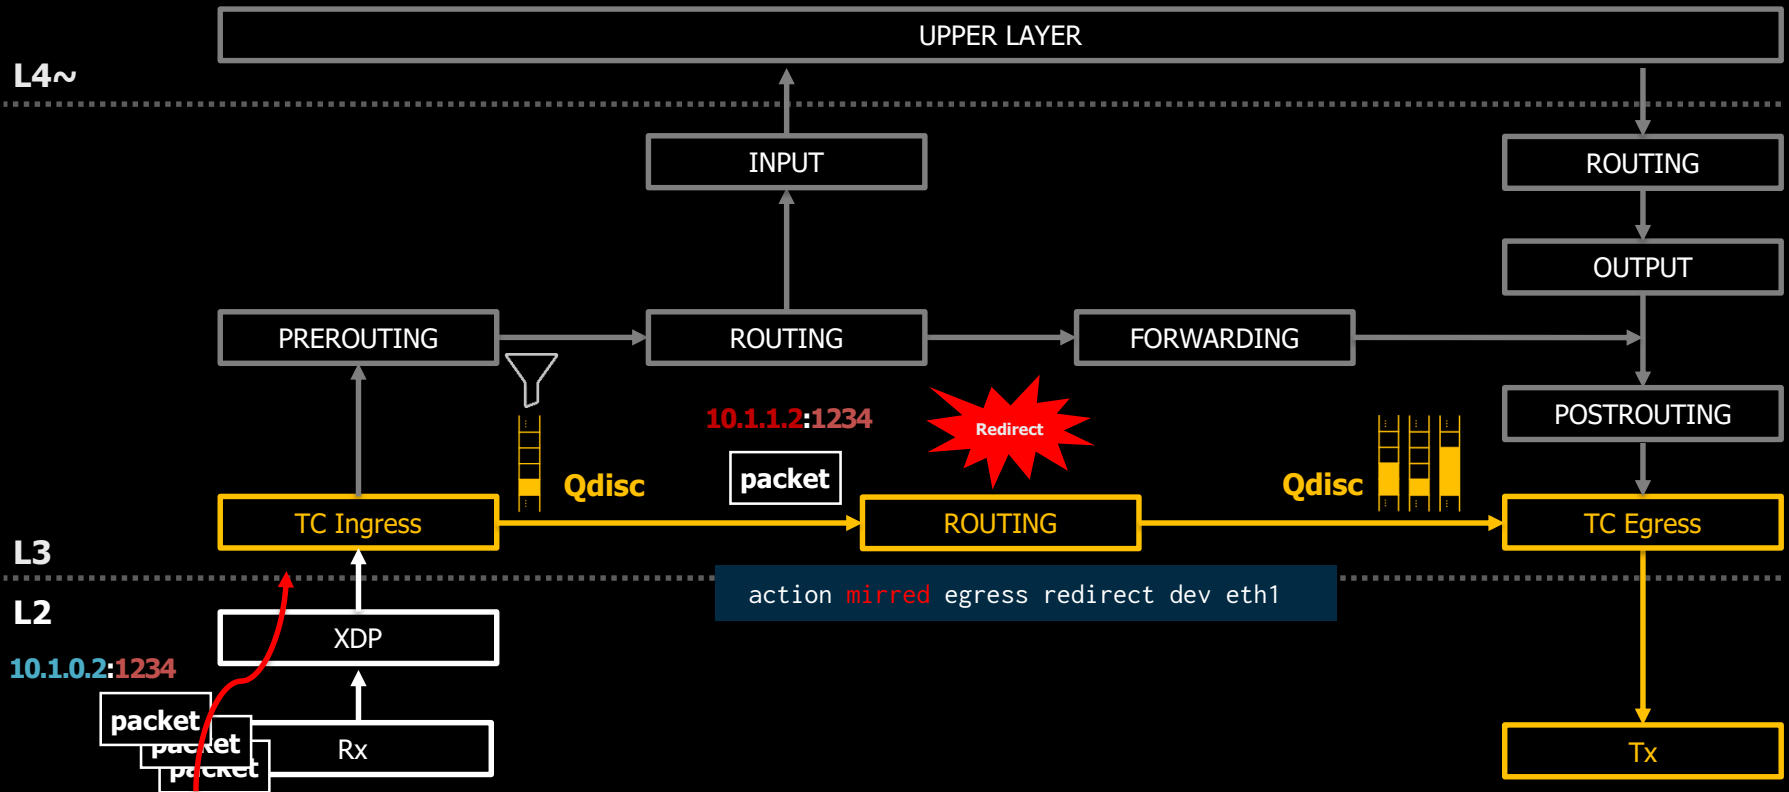 UPPER LAYER
L4~
INPUT
ROUTING
OUTPUT
PREROUTING
ROUTING
FORWARDING
POSTROUTING
10.1.1.2:1234
Redirect
packet
Qdisc
Qdisc
TC Ingress
ROUTING
TC Egress
L3
L2
action mirred egress redirect dev eth1
XDP
10.1.0.2:1234
packet
packet
packet
Rx
Tx